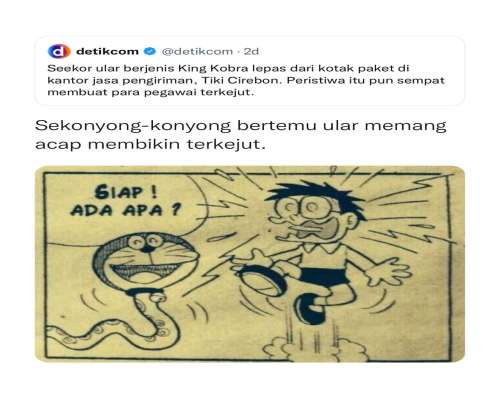 detikcom @detikcom · 2d
Seekor ular berjenis King Kobra lepas dari kotak paket di
kantor jasa pengiriman, Tiki Cirebon. Peristiwa itu pun sempat
membuat para pegawai terkejut.
Sekonyong-konyong bertemu ular memang
acap membikin terkejut.
SIAP !
ADA APA ?